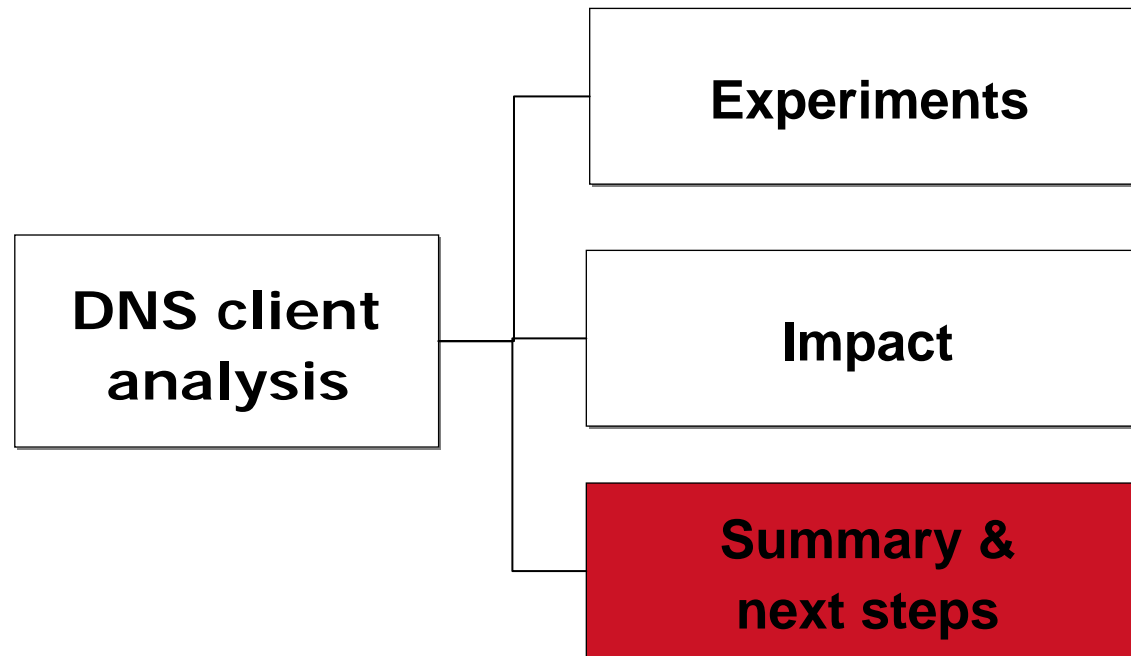 Experiments
DNS client
analysis
Impact
Summary &
next steps